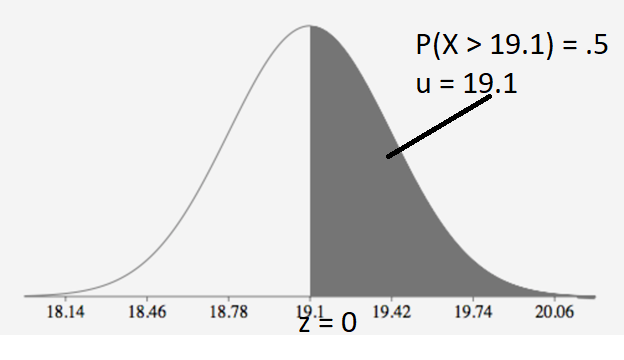 P(X > 19.1) = .5
u = 19.1
18.14 18.46 18.78 19.1 19.42 19.74 20.06
z = 0